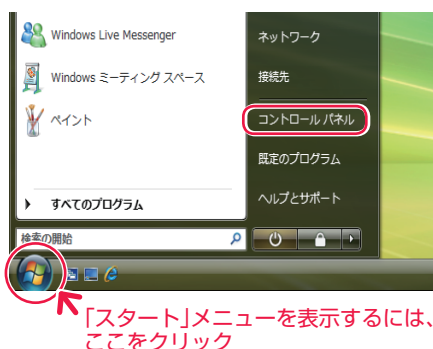 Windows Live Messenger
Windows ミーティング スペース
ペイント
すべてのプログラム
検索の開始
ネットワーク
接続先
コントロール パネル
既定のプログラム
ヘルプとサポート
「スタート」メニューを表示するには、
ここをクリック